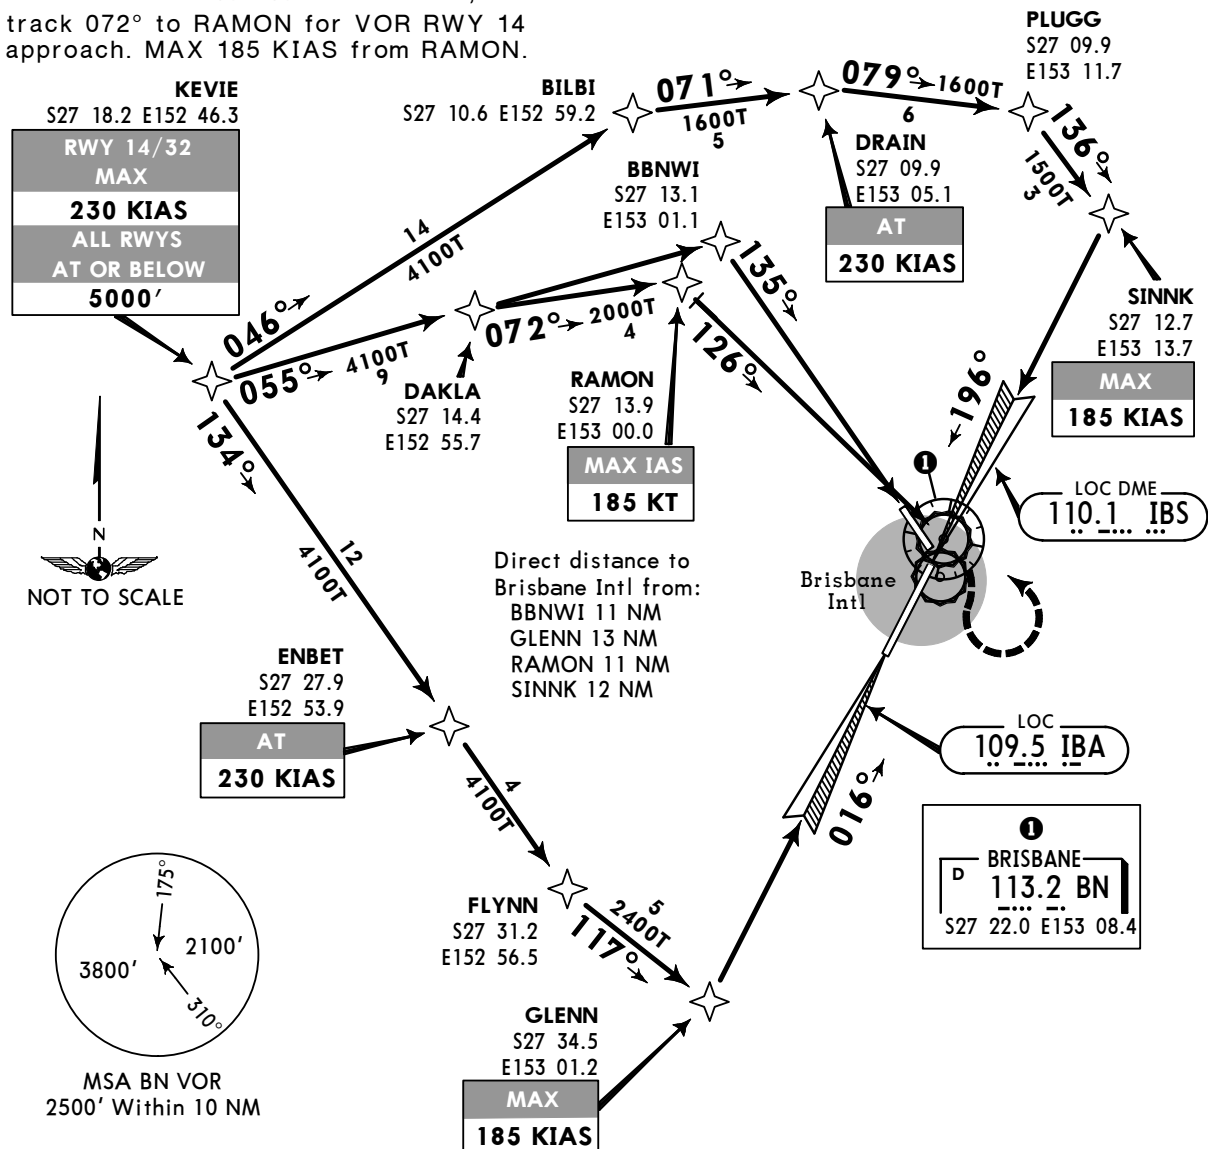 track 072° to RAMON for VOR RWY 14
approach. MAX 185 KIAS from RAMON.
PLUGG
S27 09.9
E153 11.7
KEVIE
S27 18.2 E152 46.3
RWY 14/32
MAX
230 KIAS
ALL RWYS
AT OR BELOW
5000'
BILBI
S27 10.6 E152 59.2
071°
1600T
5
079°
1600T
6
136°
1500T
3
DRAIN
S27 09.9
E153 05.1
AT
230 KIAS
BBNWI
S27 13.1
E153 01.1
14
4100T
046°
055°
4100T
9
134°
072°
2000T
4
135°
126°
DAKLA
S27 14.4
E152 55.7
RAMON
S27 13.9
E153 00.0
MAX IAS
185 KT
SINNK
S27 12.7
E153 13.7
MAX
185 KIAS
196°
1
LOC DME
110.1 IBS
N
NOT TO SCALE
12
4100T
Direct distance to
Brisbane Intl from:
BBNWI 11 NM
GLENN 13 NM
RAMON 11 NM
SINNK 12 NM
Brisbane
Intl
ENBET
S27 27.9
E152 53.9
AT
230 KIAS
4
4100T
LOC
109.5 IBA
016°
1
BRISBANE
D
113.2 BN
S27 22.0 E153 08.4
FLYNN
S27 31.2
E152 56.5
5
2400T
117°
GLENN
S27 34.5
E153 01.2
MAX
185 KIAS
175°
2100'
3800'
310°
MSA BN VOR
2500' Within 10 NM